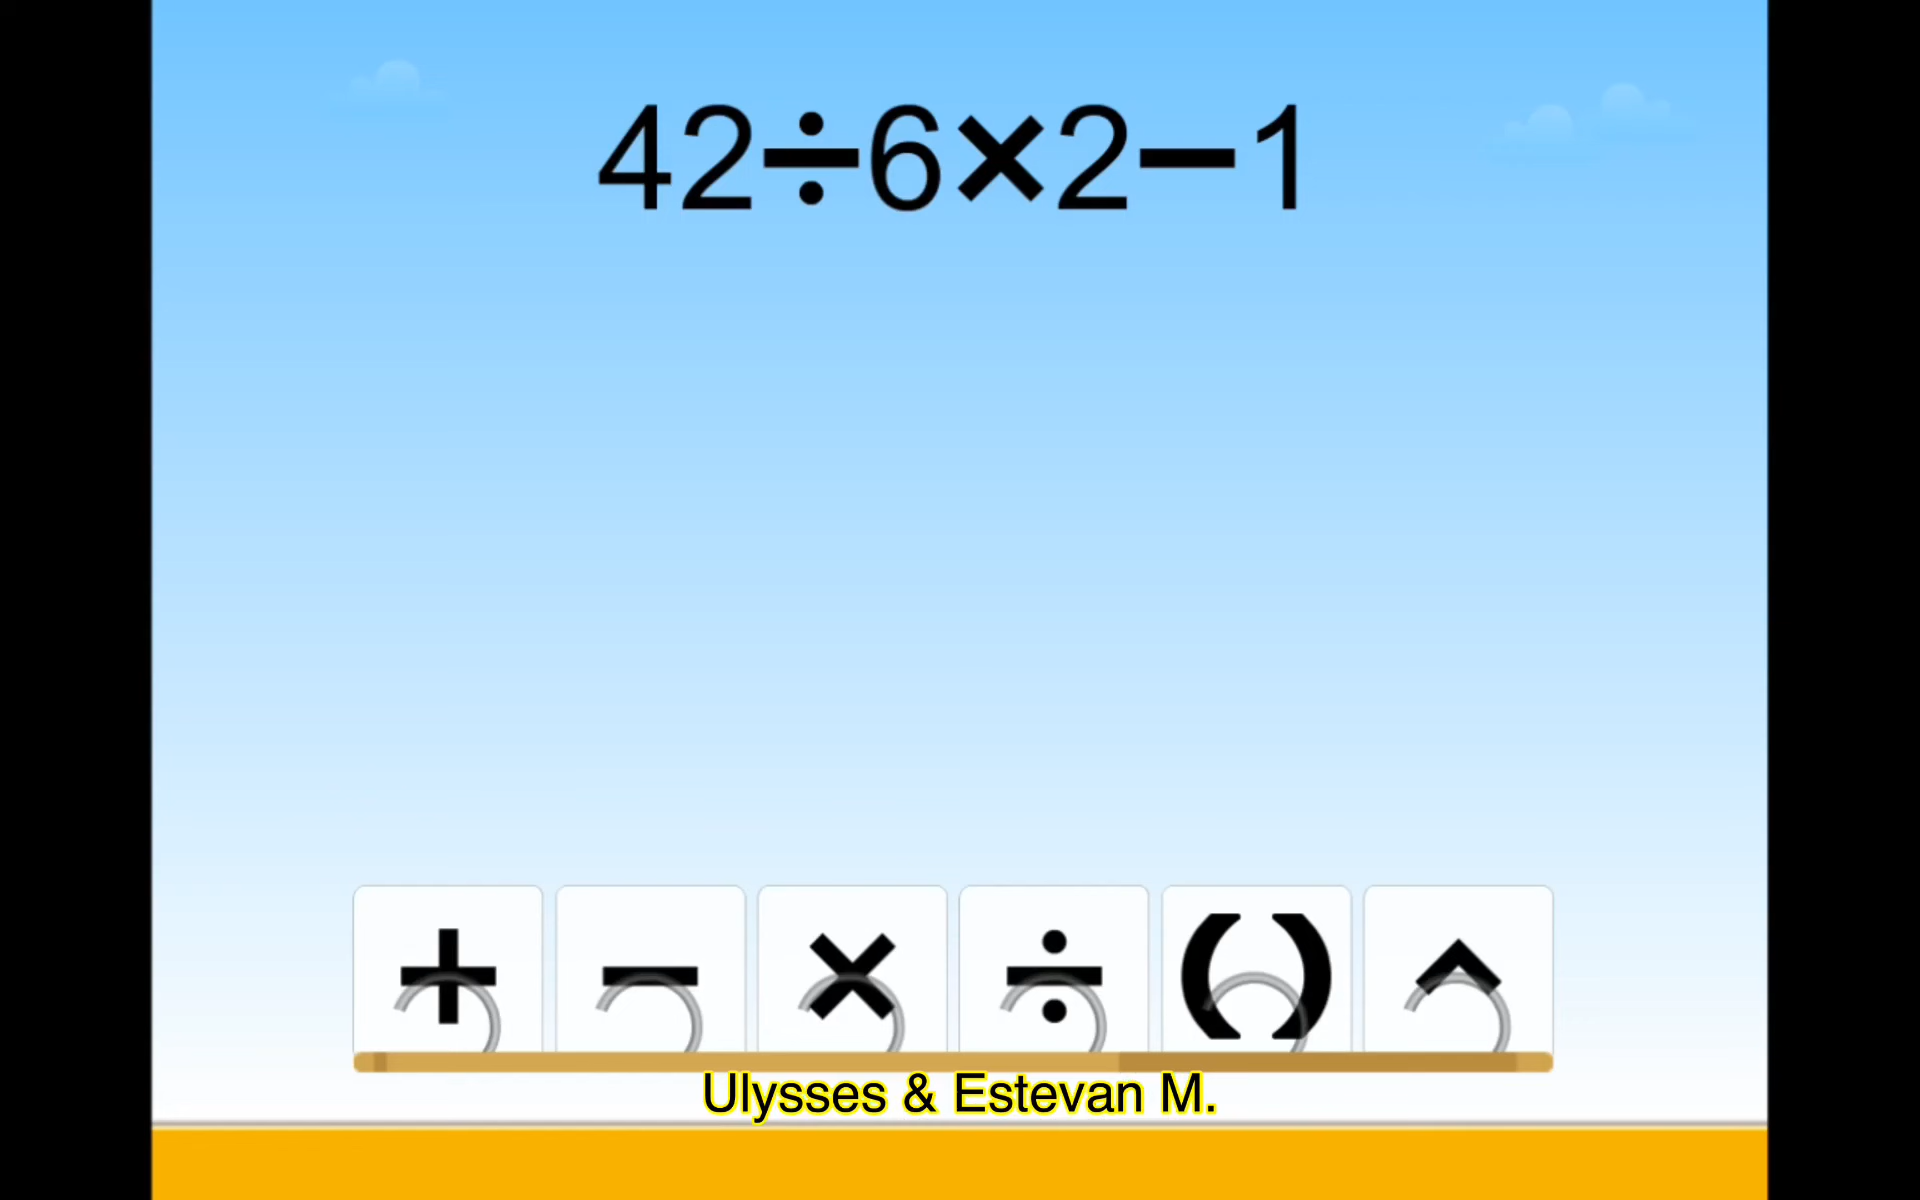 42÷6×2−1
+ − × ÷ () ^
Ulysses & Estevan M.